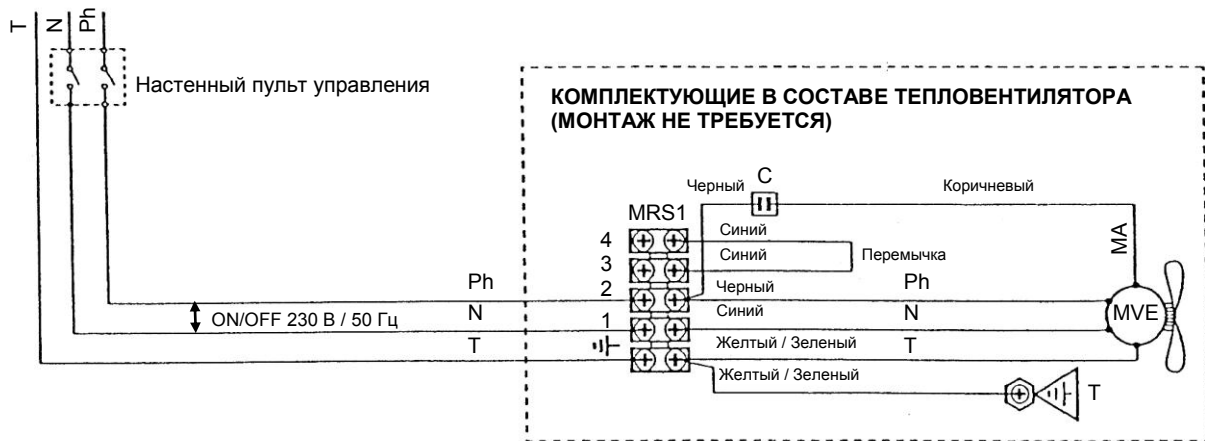 T N Ph
Настенный пульт управления
КОМПЛЕКТУЮЩИЕ В СОСТАВЕ ТЕПЛОВЕНТИЛЯТОРА
(МОНТАЖ НЕ ТРЕБУЕТСЯ)
Черный C Коричневый
MRS1
4 Синий
3 Синий Перемычка
MA
Ph 2 Черный Ph
ON/OFF 230 В / 50 Гц N 1 Синий N
MVE
T Желтый / Зеленый T
Желтый / Зеленый T